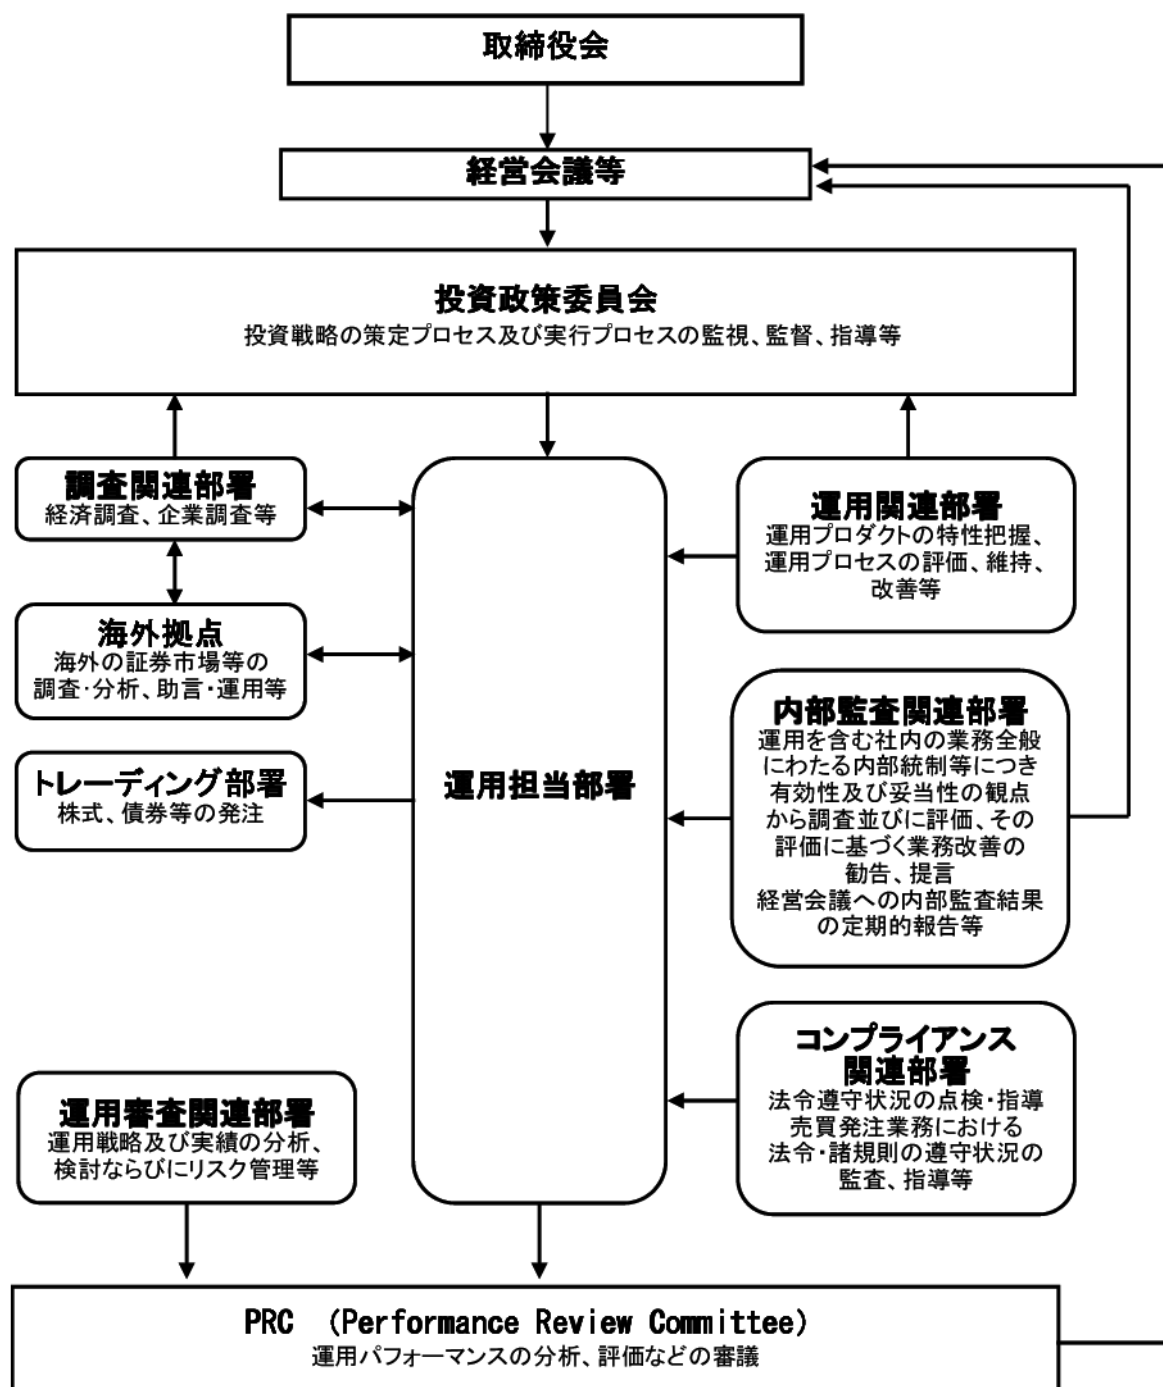 取締役会
経営会議等
投資政策委員会
投資戦略の策定プロセス及び実行プロセスの監視、監督、指導等
調査関連部署
経済調査、企業調査等
海外拠点
海外の証券市場等の
調査・分析、助言・運用等
トレーディング部署
株式、債券等の発注
運用審査関連部署
運用戦略及び実績の分析、
検討ならびにリスク管理等
運用担当部署
運用関連部署
運用プロダクトの特性把握、
運用プロセスの評価、維持、
改善等
内部監査関連部署
運用を含む社内の業務全般
にわたる内部統制等につき
有効性及び妥当性の観点
から調査並びに評価、その
評価に基づく業務改善の
勧告、提言
経営会議への内部監査結果
の定期的報告等
コンプライアンス
関連部署
法令遵守状況の点検・指導
売買発注業務における
法令・諸規則の遵守状況の
監査、指導等
PRC (Performance Review Committee)
運用パフォーマンスの分析、評価などの審議